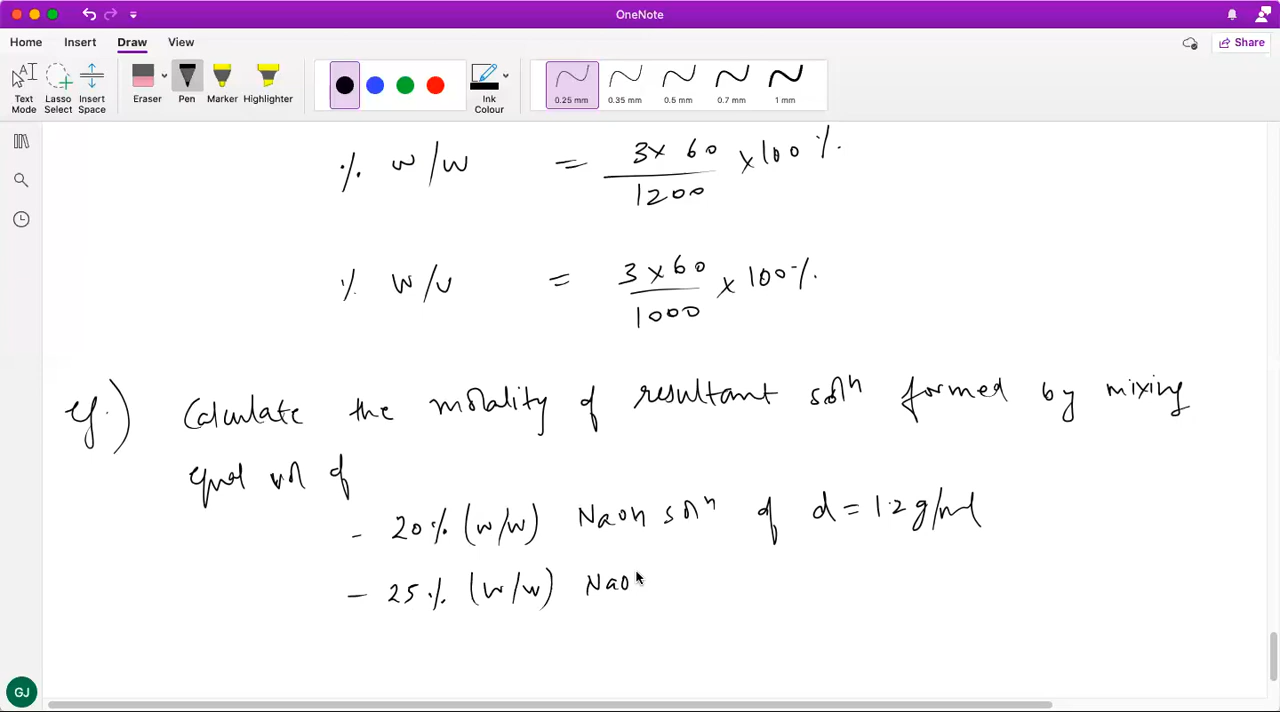 OneNote
Home Insert Draw View
Share
Text Mode
Lasso Select
Insert Space
Eraser
Pen
Marker
Highlighter
Ink Colour
0.25 mm
0.35 mm
0.5 mm
0.7 mm
1 mm
% w/w = 3 x 60 / 1200 x 100 %.
% w/v = 3 x 60 / 1000 x 100 %.
eg.) Calculate the molality of resultant solⁿ formed by mixing
equal vol of
- 20% (w/w) NaOH solⁿ of d = 1.2 g/ml
- 25% (w/w) NaO
GJ